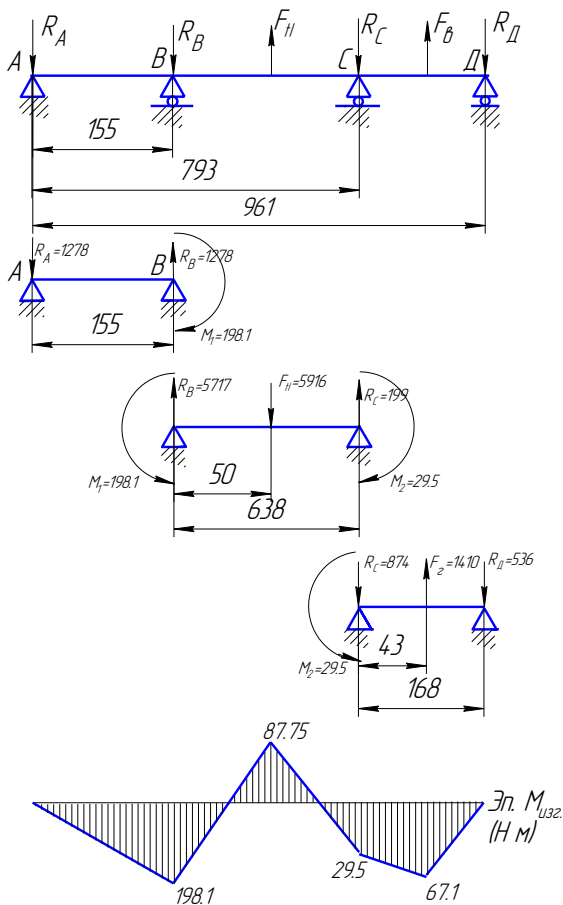 R_A R_B F_H R_C F_в R_Д
A B C Д
155
793
961
R_A=1278 R_B=1278
A B
M_1=198.1
155
R_B=5717 F_H=5916 R_C=199
M_1=198.1 50 M_2=29.5
638
R_C=874 F_2=1410 R_Д=536
M_2=29.5 43
168
87.75
Эп. M_изг.
(Н м)
198.1 29.5 67.1